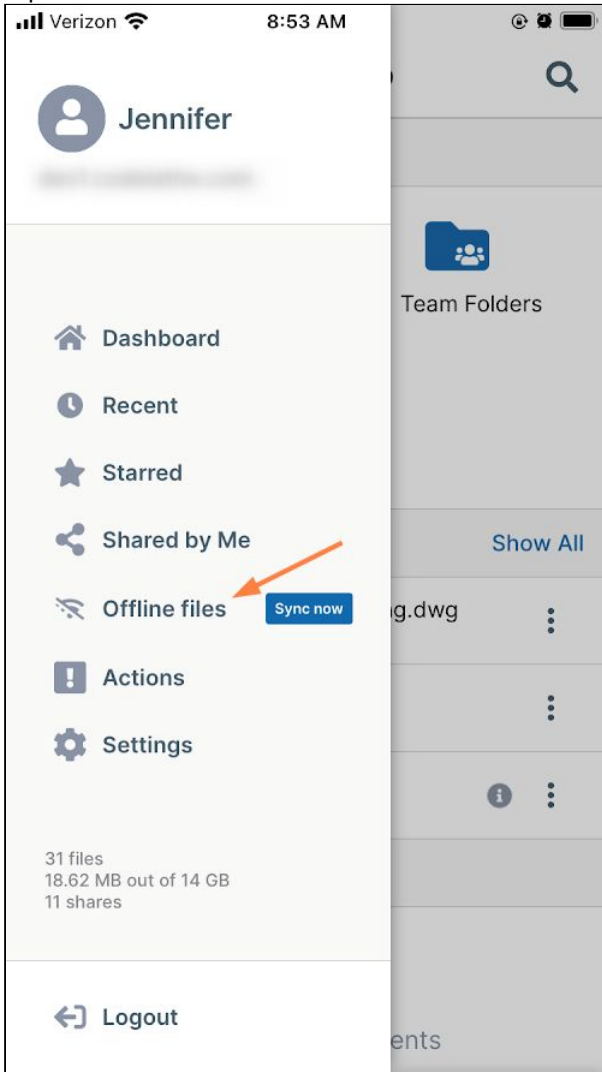 Verizon 8:53 AM
Jennifer
Team Folders
Dashboard
Recent
Starred
Shared by Me
Show All
Offline files
Sync now
g.dwg
Actions
Settings
31 files
18.62 MB out of 14 GB
11 shares
Logout
ents